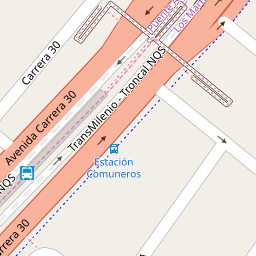 Carrera 30
Avenida Carrera 30
TransMilenio - Troncal NQS
Puente
Los Már
Estación
Comuneros
NQS
Carrera 30